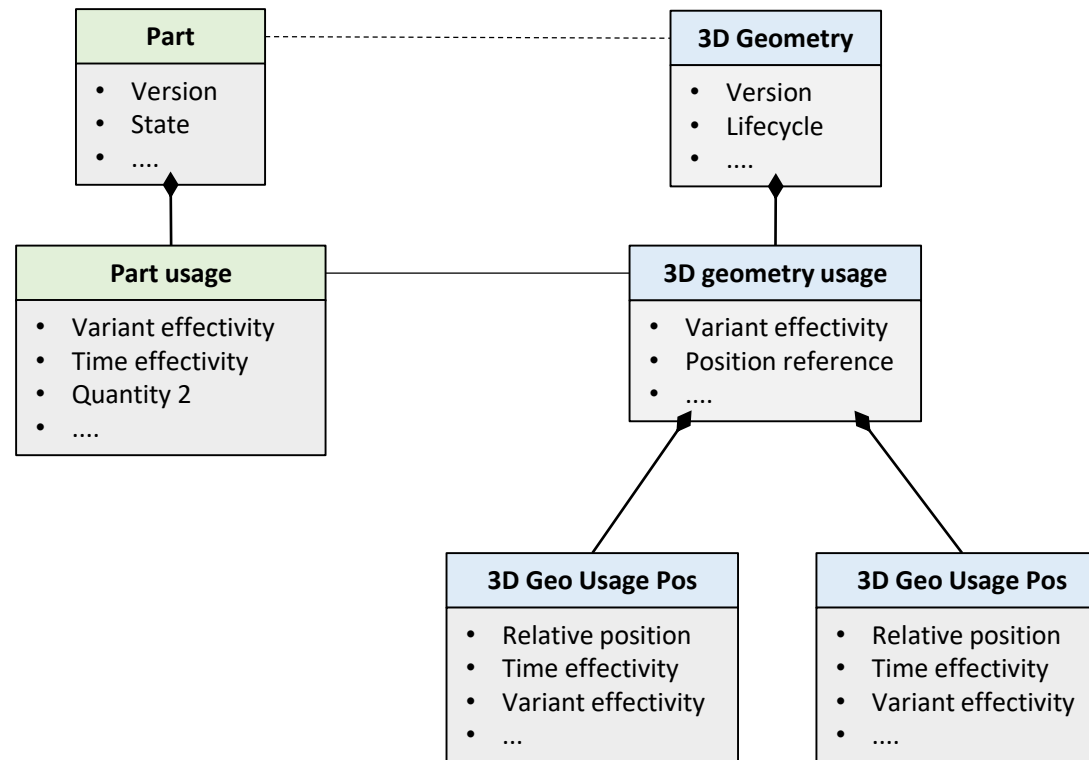 Part
• Version
• State
• ....
3D Geometry
• Version
• Lifecycle
• ....
Part usage
• Variant effectivity
• Time effectivity
• Quantity 2
• ....
3D geometry usage
• Variant effectivity
• Position reference
• ....
3D Geo Usage Pos
• Relative position
• Time effectivity
• Variant effectivity
• ...
3D Geo Usage Pos
• Relative position
• Time effectivity
• Variant effectivity
• ....